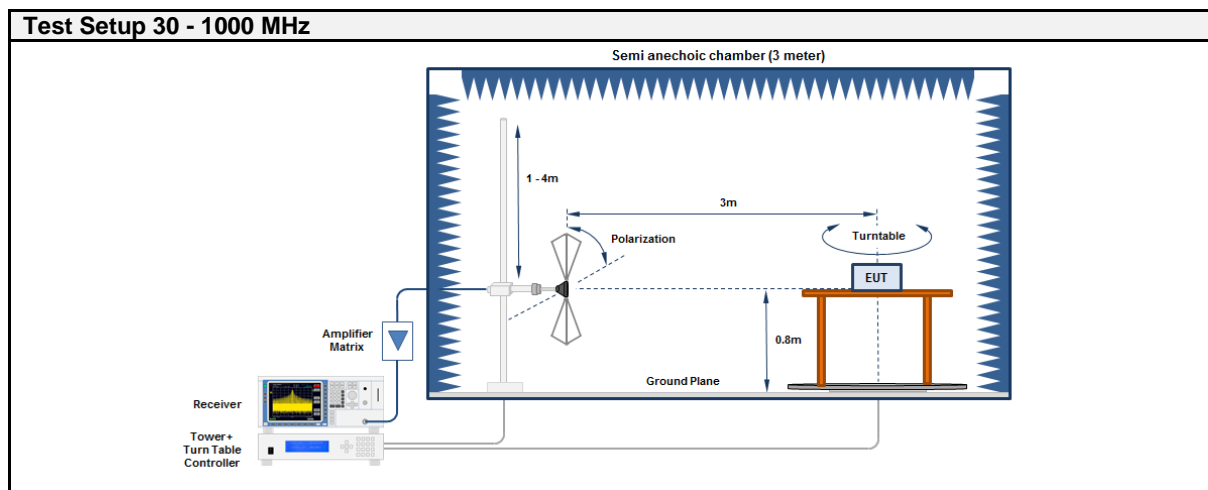 Test Setup 30 - 1000 MHz
Semi anechoic chamber (3 meter)
1 - 4m
3m
Polarization
Turntable
EUT
Amplifier
Matrix
0.8m
Ground Plane
Receiver
Tower+
Turn Table
Controller